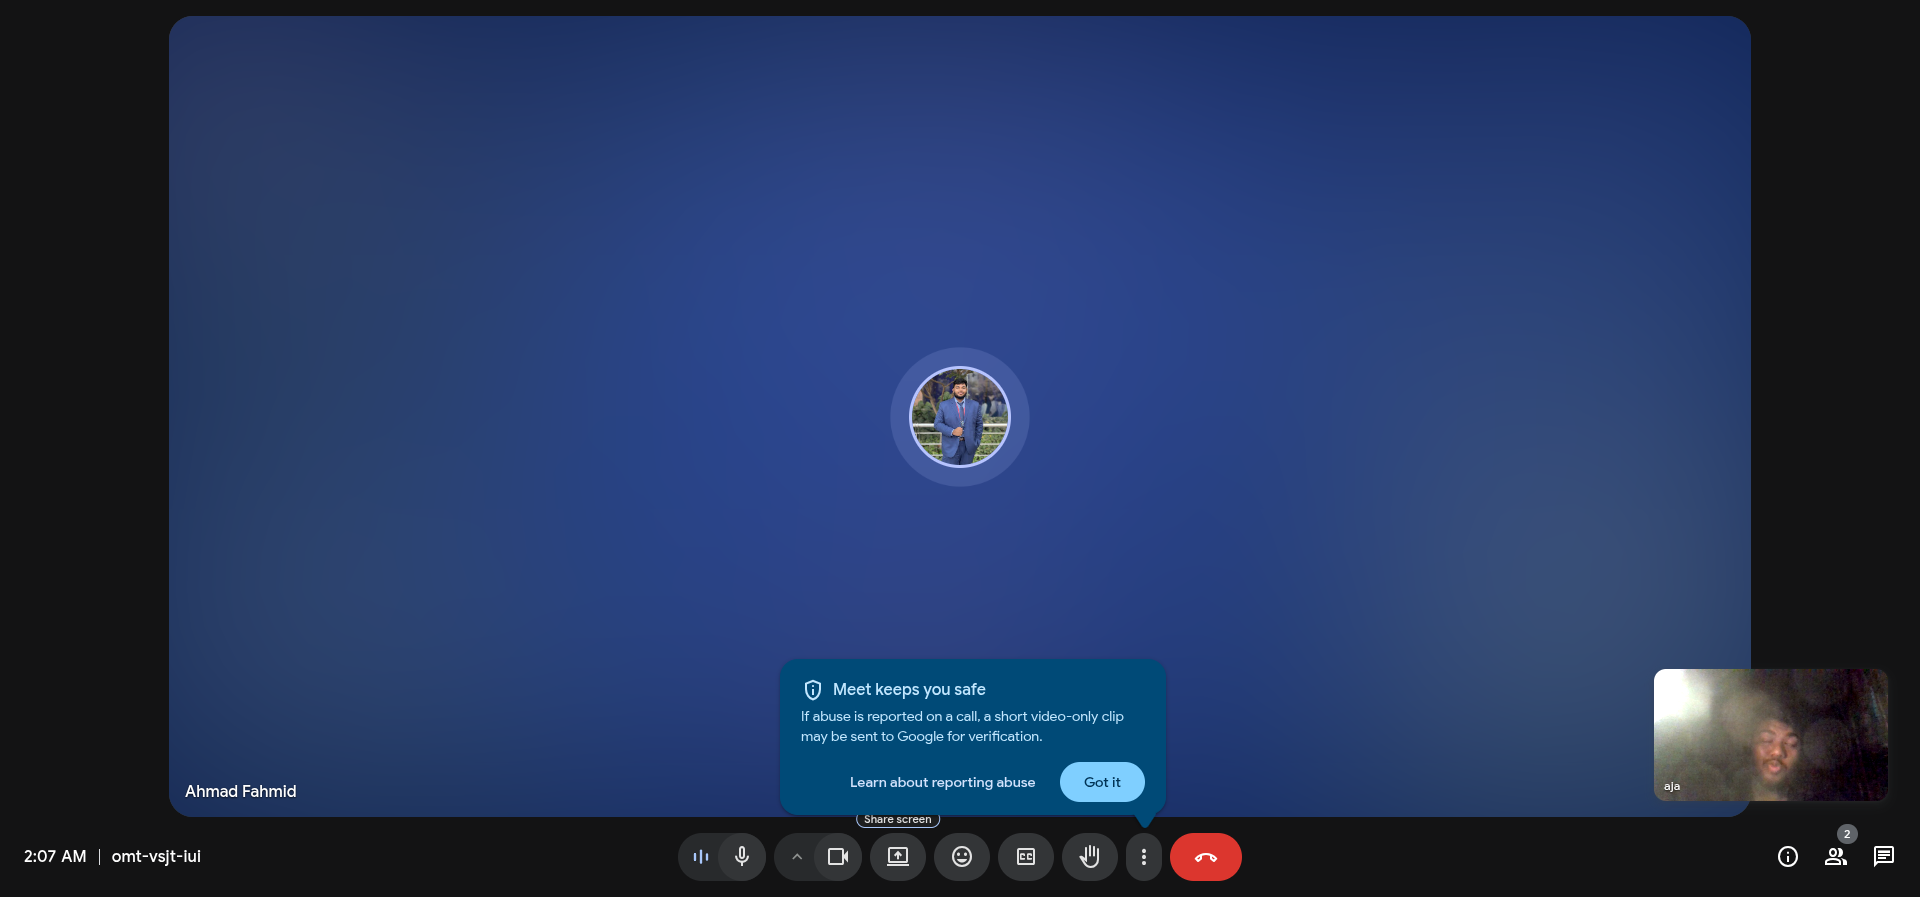 Meet keeps you safe
If abuse is reported on a call, a short video-only clip
may be sent to Google for verification.
Learn about reporting abuse
Got it
Ahmad Fahmid
aja
Share screen
2:07 AM
omt-vsjt-iui
CC
2